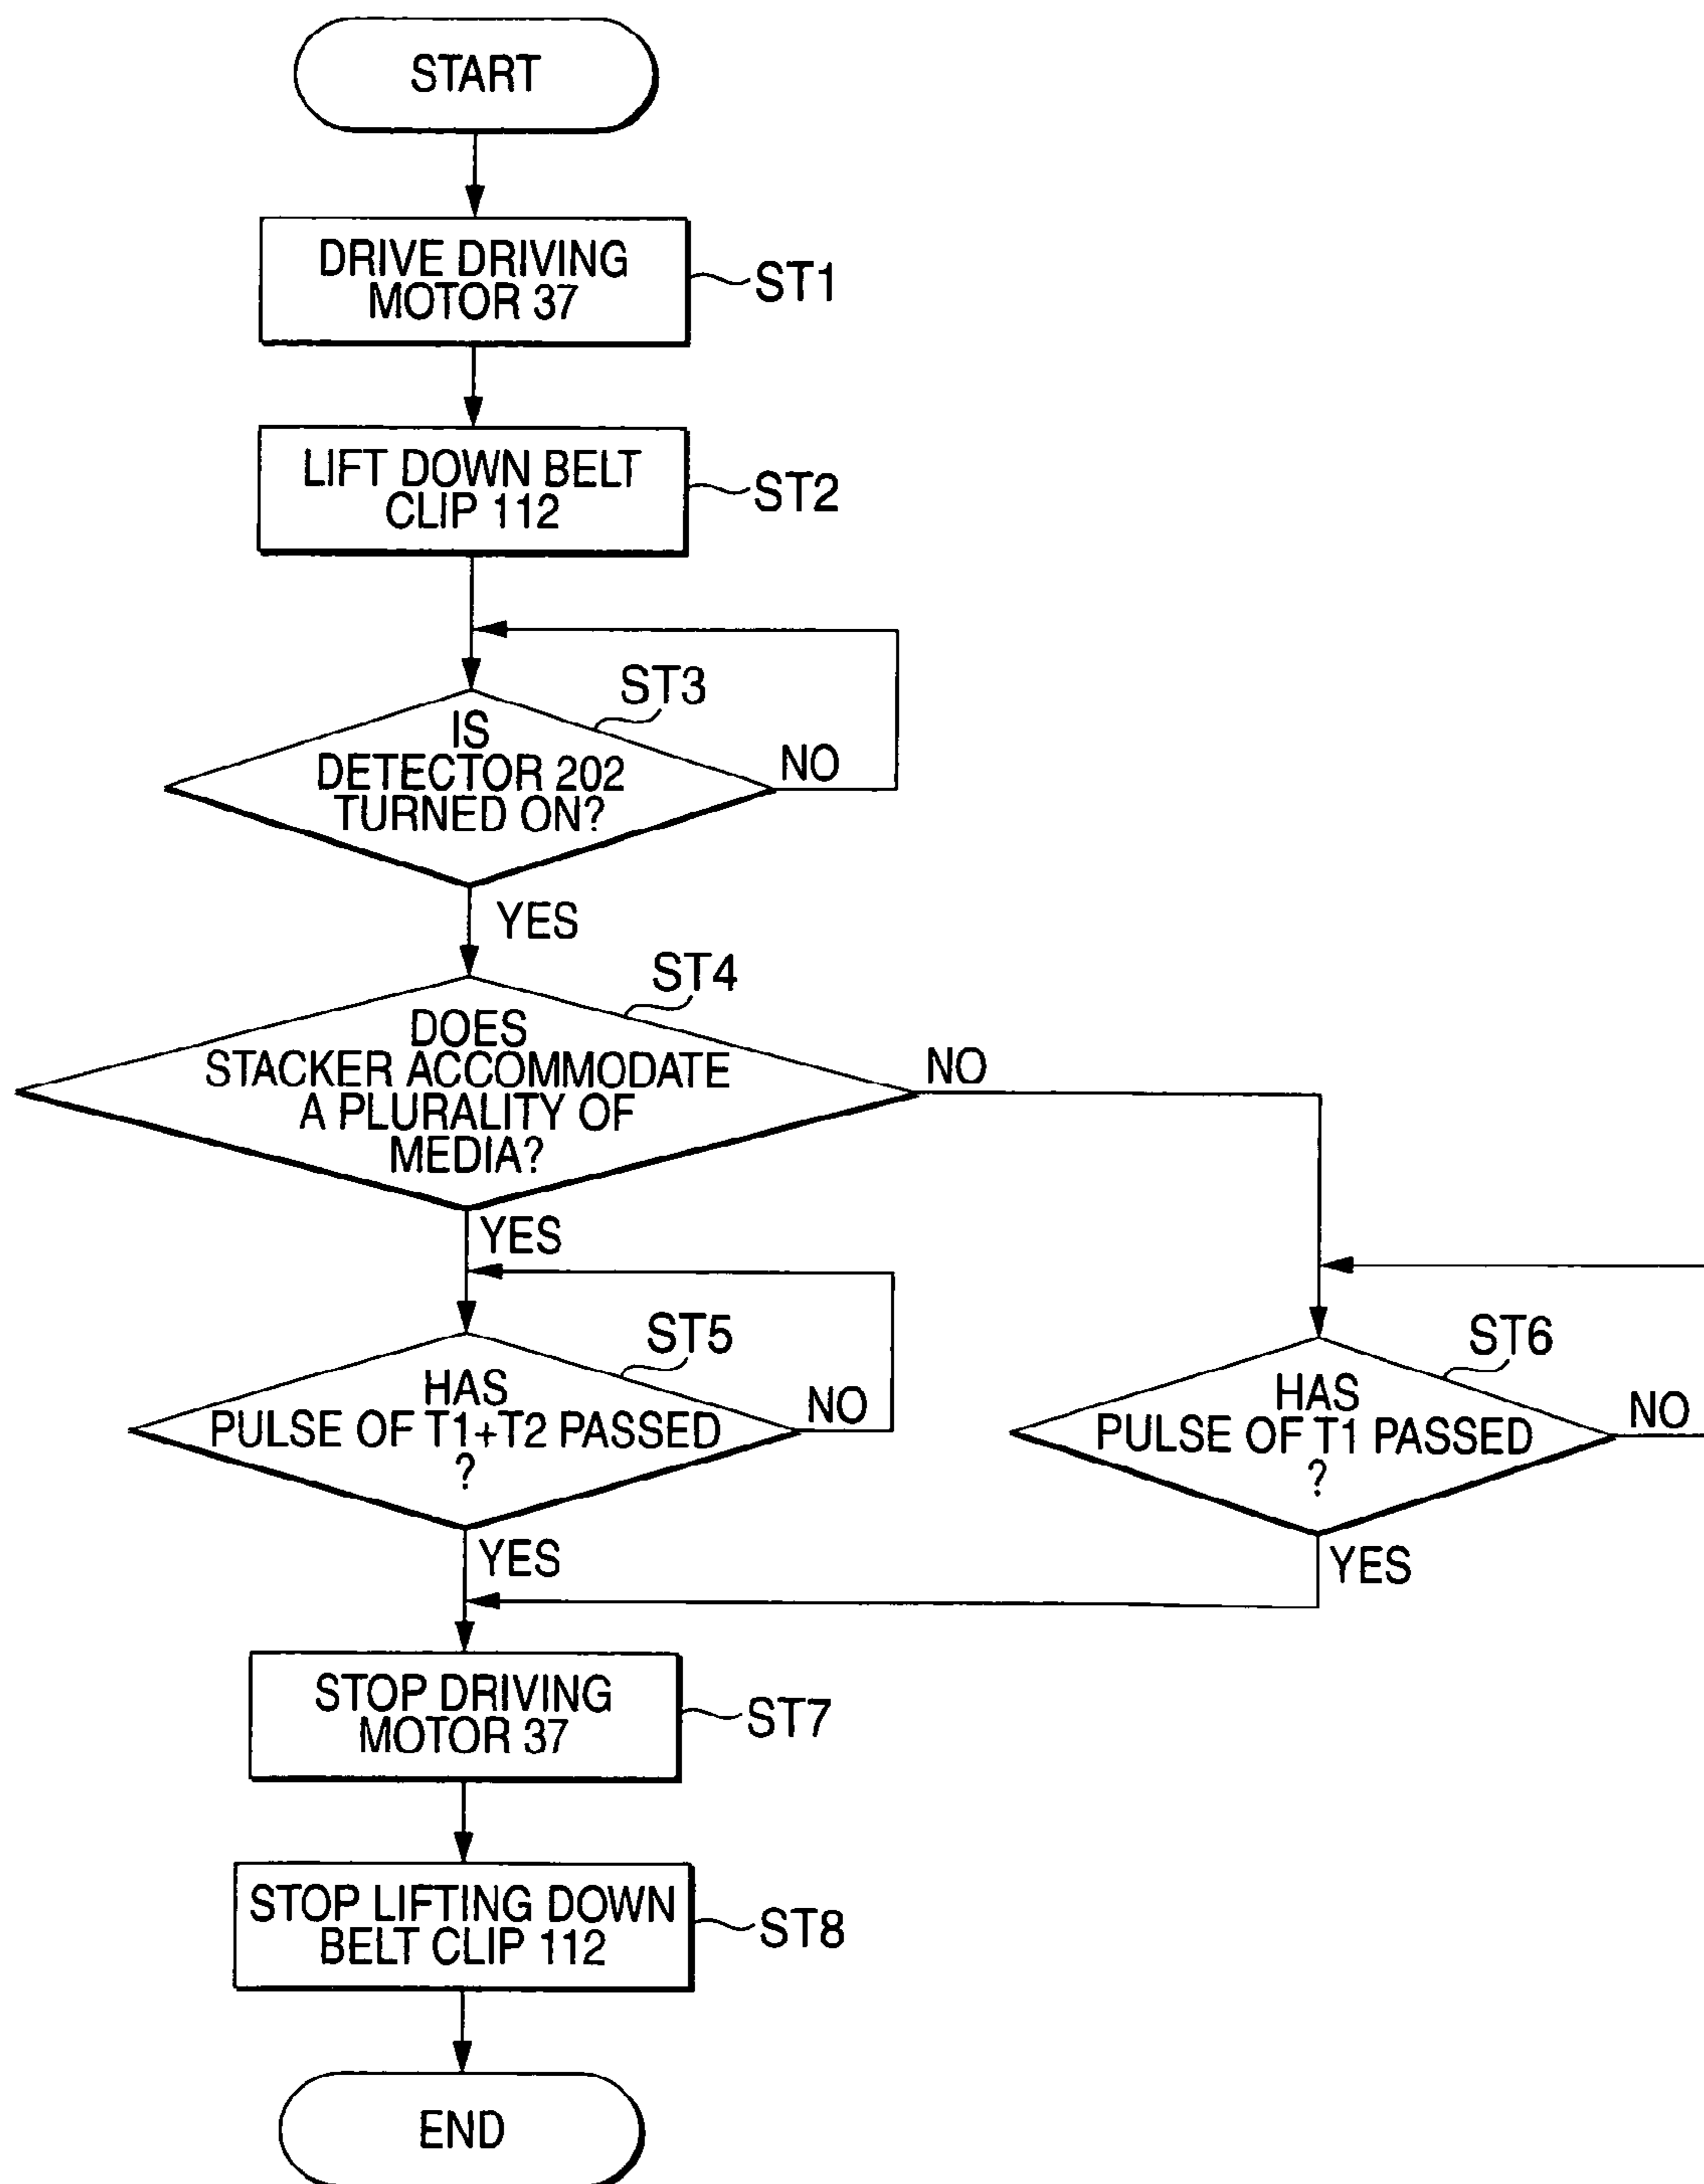 START
DRIVE DRIVING
MOTOR 37
ST1
LIFT DOWN BELT
CLIP 112
ST2
ST3
IS
DETECTOR 202
TURNED ON?
NO
YES
ST4
DOES
STACKER ACCOMMODATE
A PLURALITY OF
MEDIA?
NO
YES
ST5
HAS
PULSE OF T1+T2 PASSED
?
NO
YES
ST6
HAS
PULSE OF T1 PASSED
?
NO
YES
STOP DRIVING
MOTOR 37
ST7
STOP LIFTING DOWN
BELT CLIP 112
ST8
END